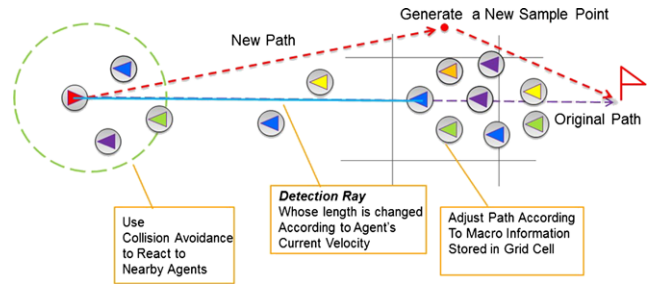 Generate a New Sample Point
New Path
Original Path
Use
Collision Avoidance
to React to
Nearby Agents
Detection Ray
Whose length is changed
According to Agent's
Current Velocity
Adjust Path According
To Macro Information
Stored in Grid Cell